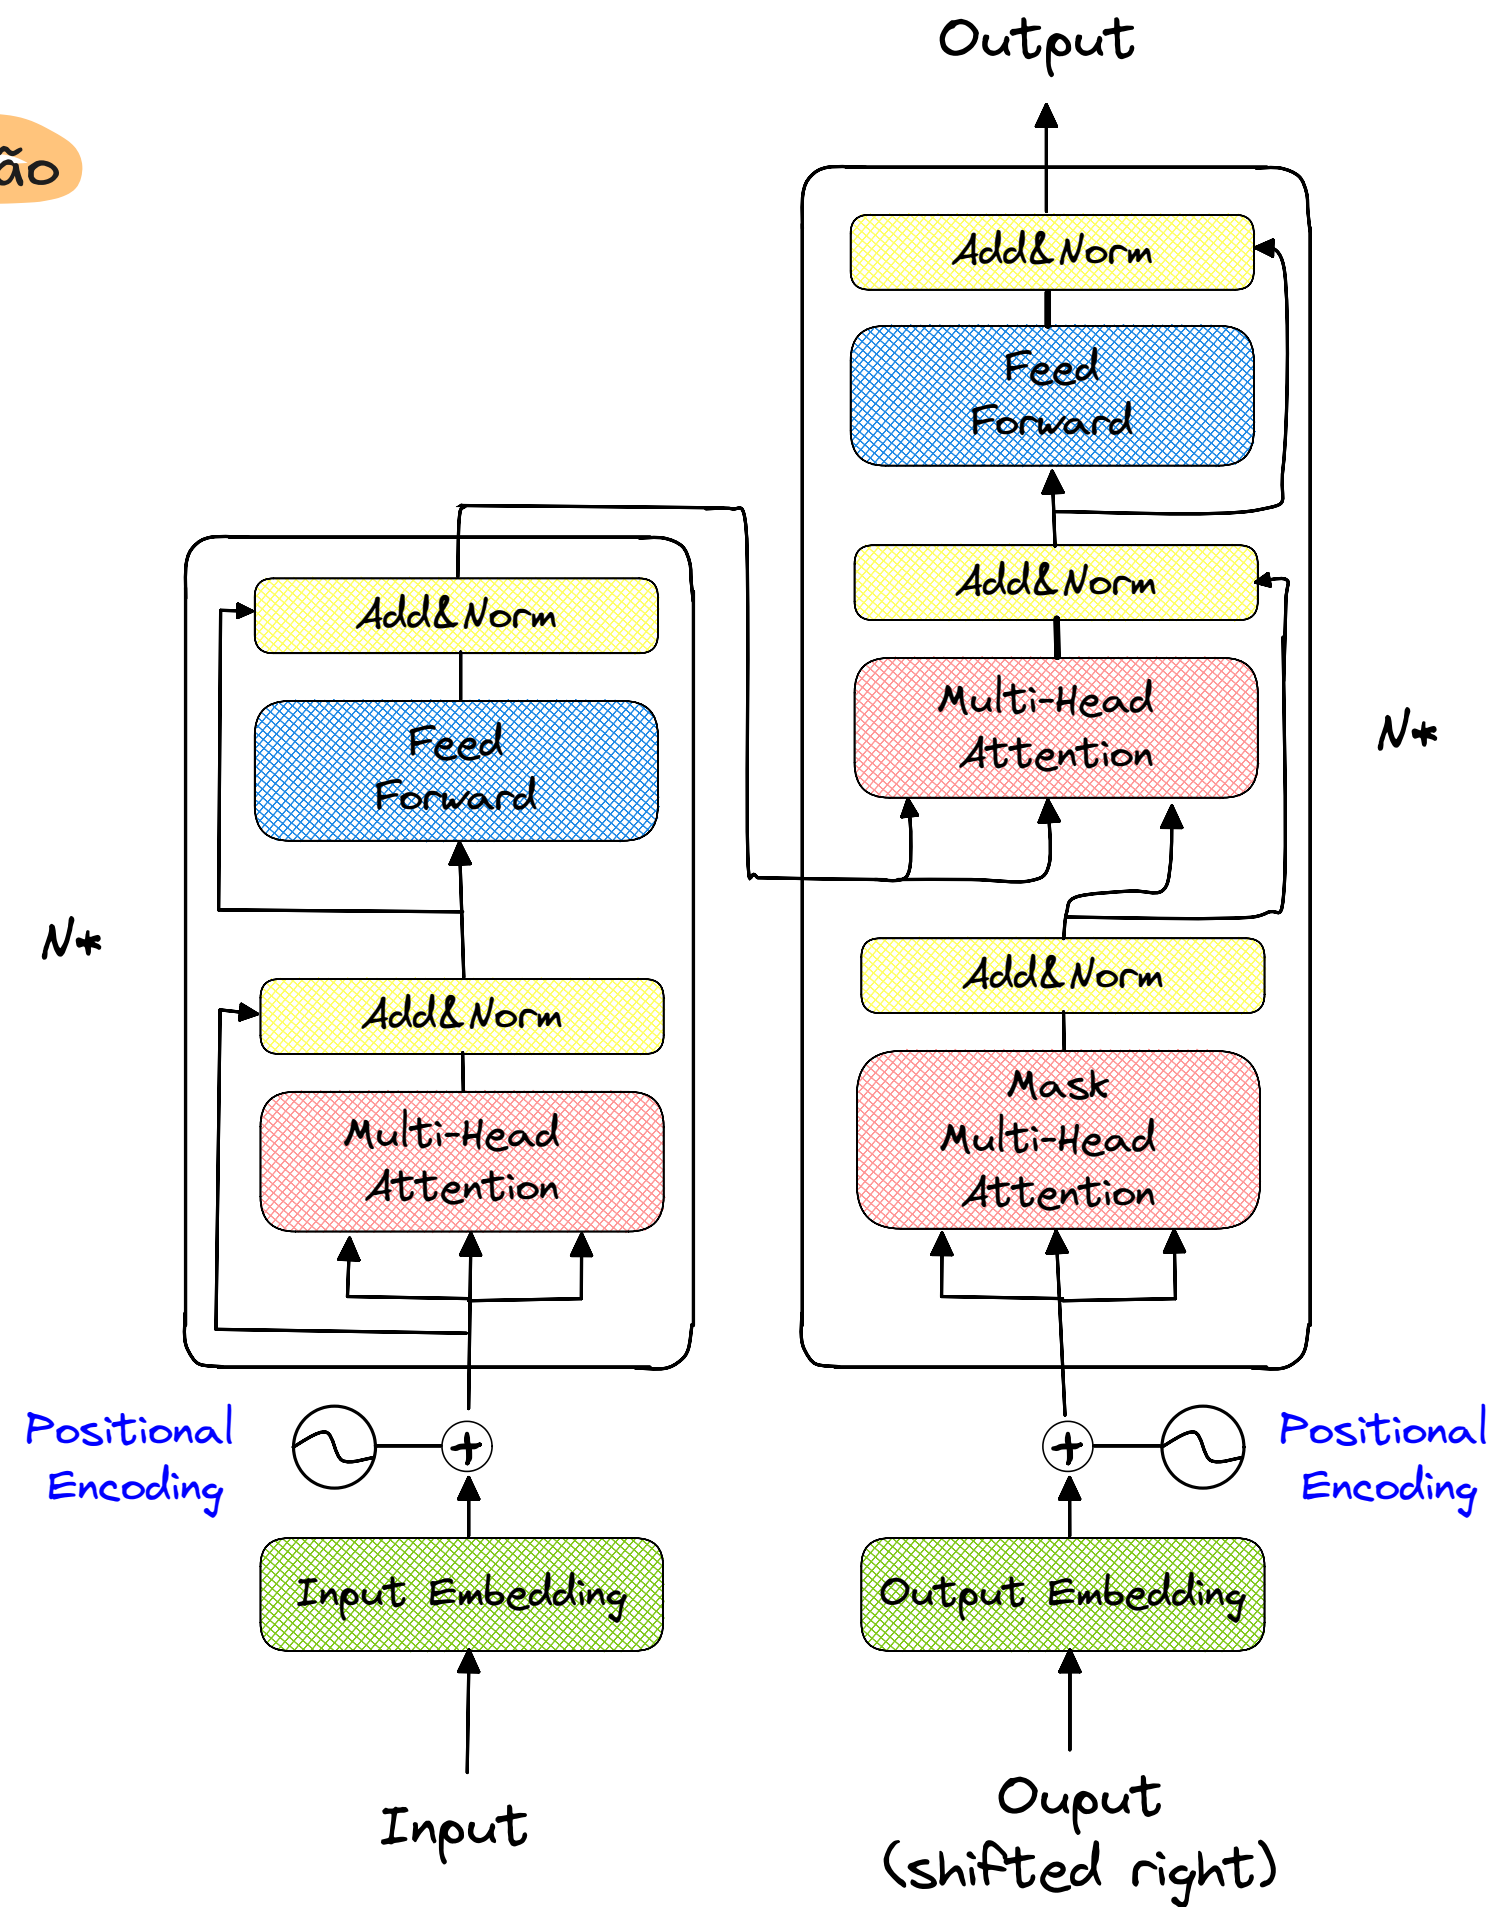 Output
ão
Add&Norm
Feed
Forward
Add&Norm
Multi-Head
Attention
N*
Add&Norm
Mask
Multi-Head
Attention
Add&Norm
Feed
Forward
N*
Add&Norm
Multi-Head
Attention
Positional
Encoding
+
+
Positional
Encoding
Input Embedding
Output Embedding
Input
Ouput
(shifted right)